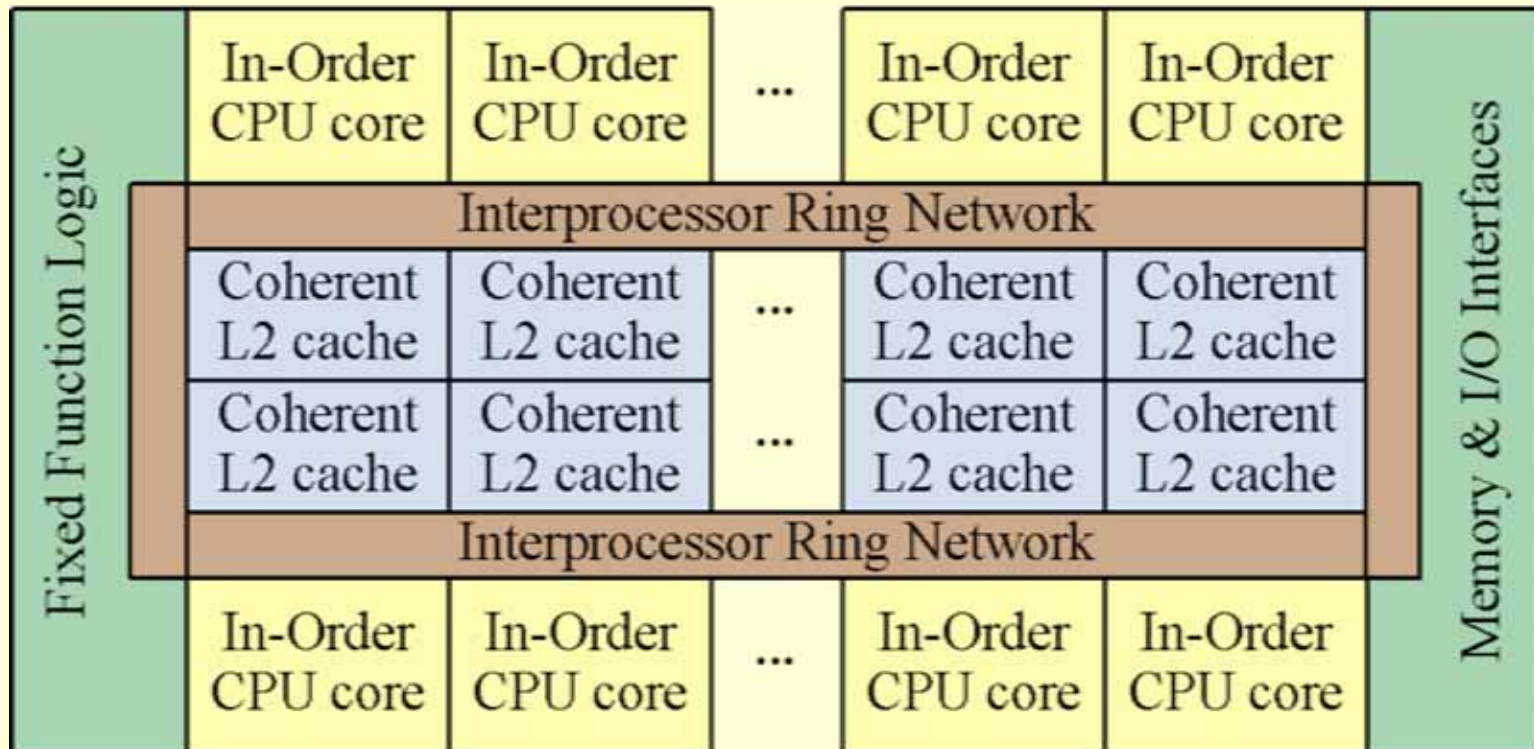 Fixed Function Logic
In-Order
CPU core
In-Order
CPU core
...
In-Order
CPU core
In-Order
CPU core
Interprocessor Ring Network
Coherent
L2 cache
Coherent
L2 cache
...
Coherent
L2 cache
Coherent
L2 cache
Coherent
L2 cache
Coherent
L2 cache
...
Coherent
L2 cache
Coherent
L2 cache
Interprocessor Ring Network
In-Order
CPU core
In-Order
CPU core
...
In-Order
CPU core
In-Order
CPU core
Memory & I/O Interfaces